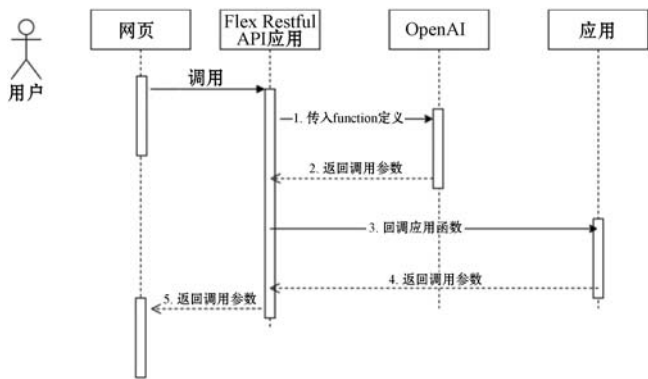 网页
Flex Restful
API应用
OpenAI
应用
用户
调用
1. 传入function定义
2. 返回调用参数
3. 回调应用函数
4. 返回调用参数
5. 返回调用参数